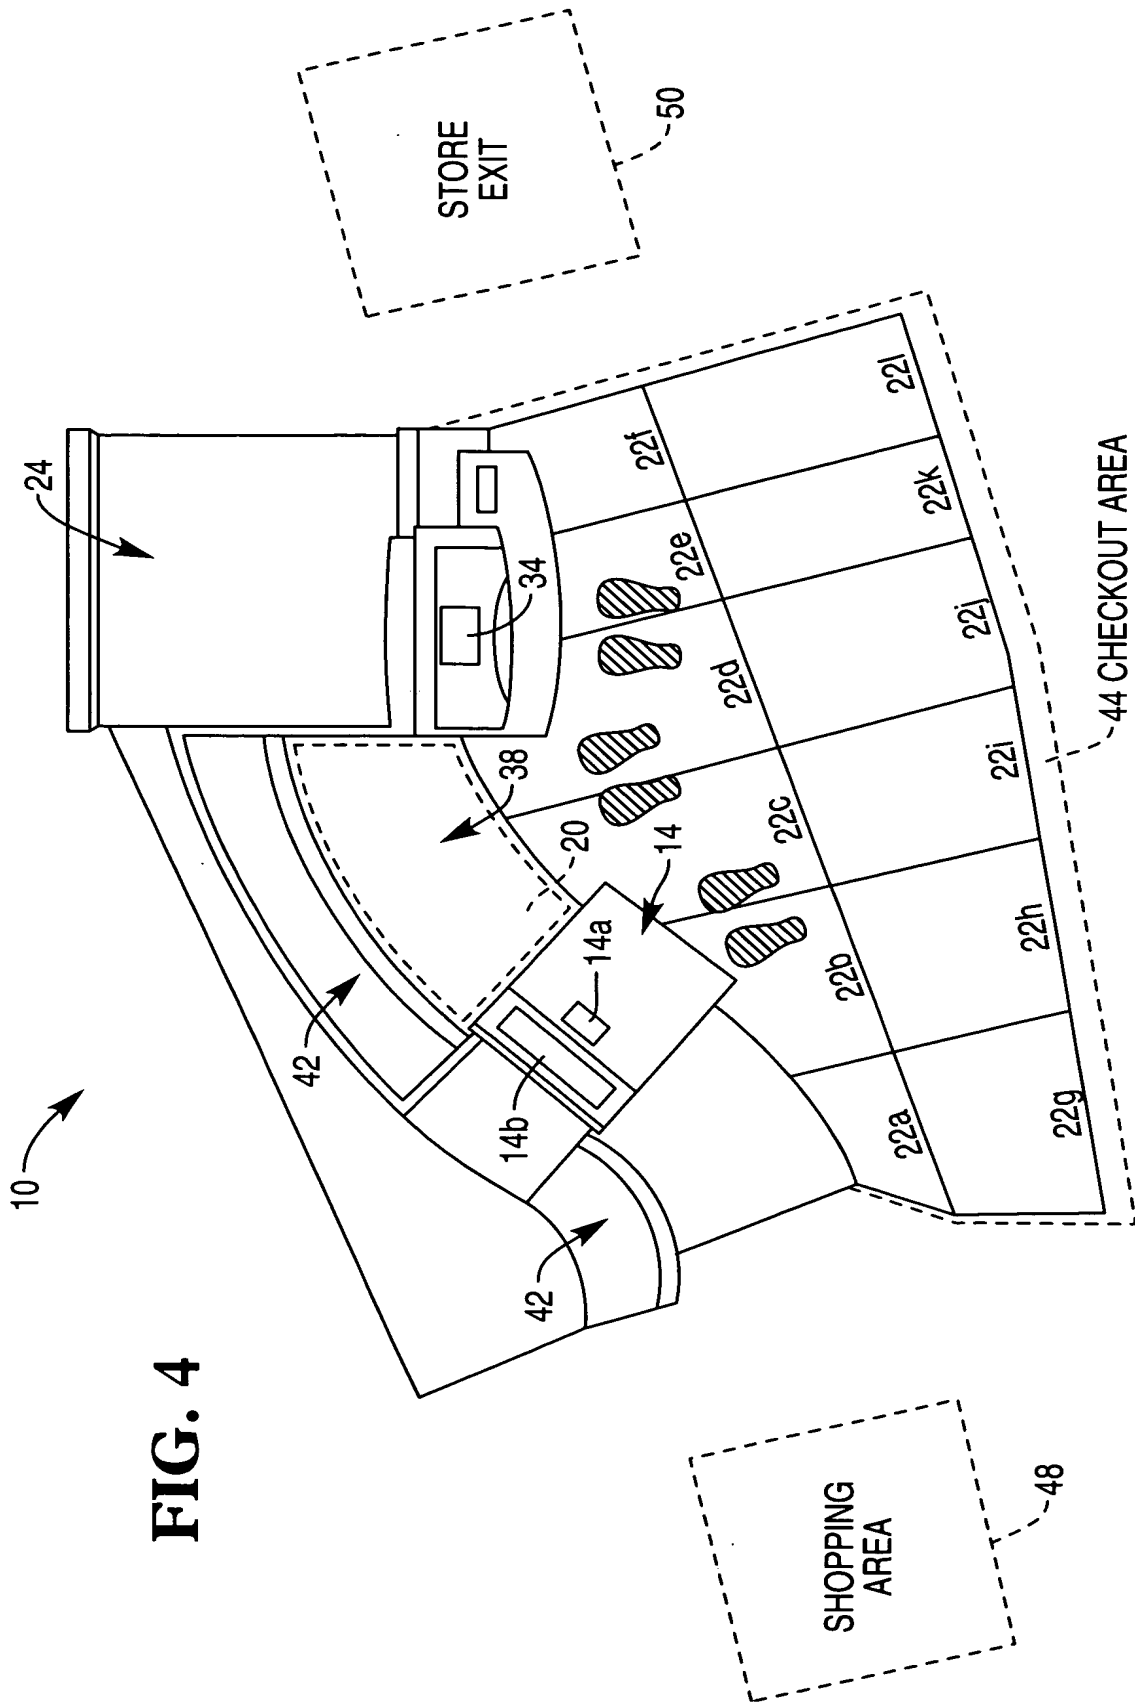 FIG. 4
10
24
42
42
38
20
34
14
14a
14b
22a
22b
22c
22d
22e
22f
22g
22h
22i
22j
22k
22l
SHOPPING
AREA
48
STORE
EXIT
50
44 CHECKOUT AREA